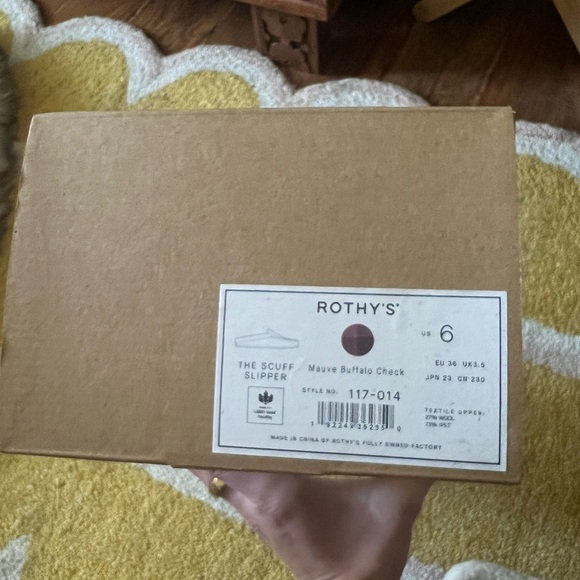 ROTHY'S
US 6
THE SCUFF
SLIPPER
Mauve Buffalo Check
EU 36 UK3.5
JPN 23 CN 230
STYLE NO. 117-014
TEXTILE UPPER:
MADE IN CHINA BY ROTHY'S FULLY OWNED FACTORY